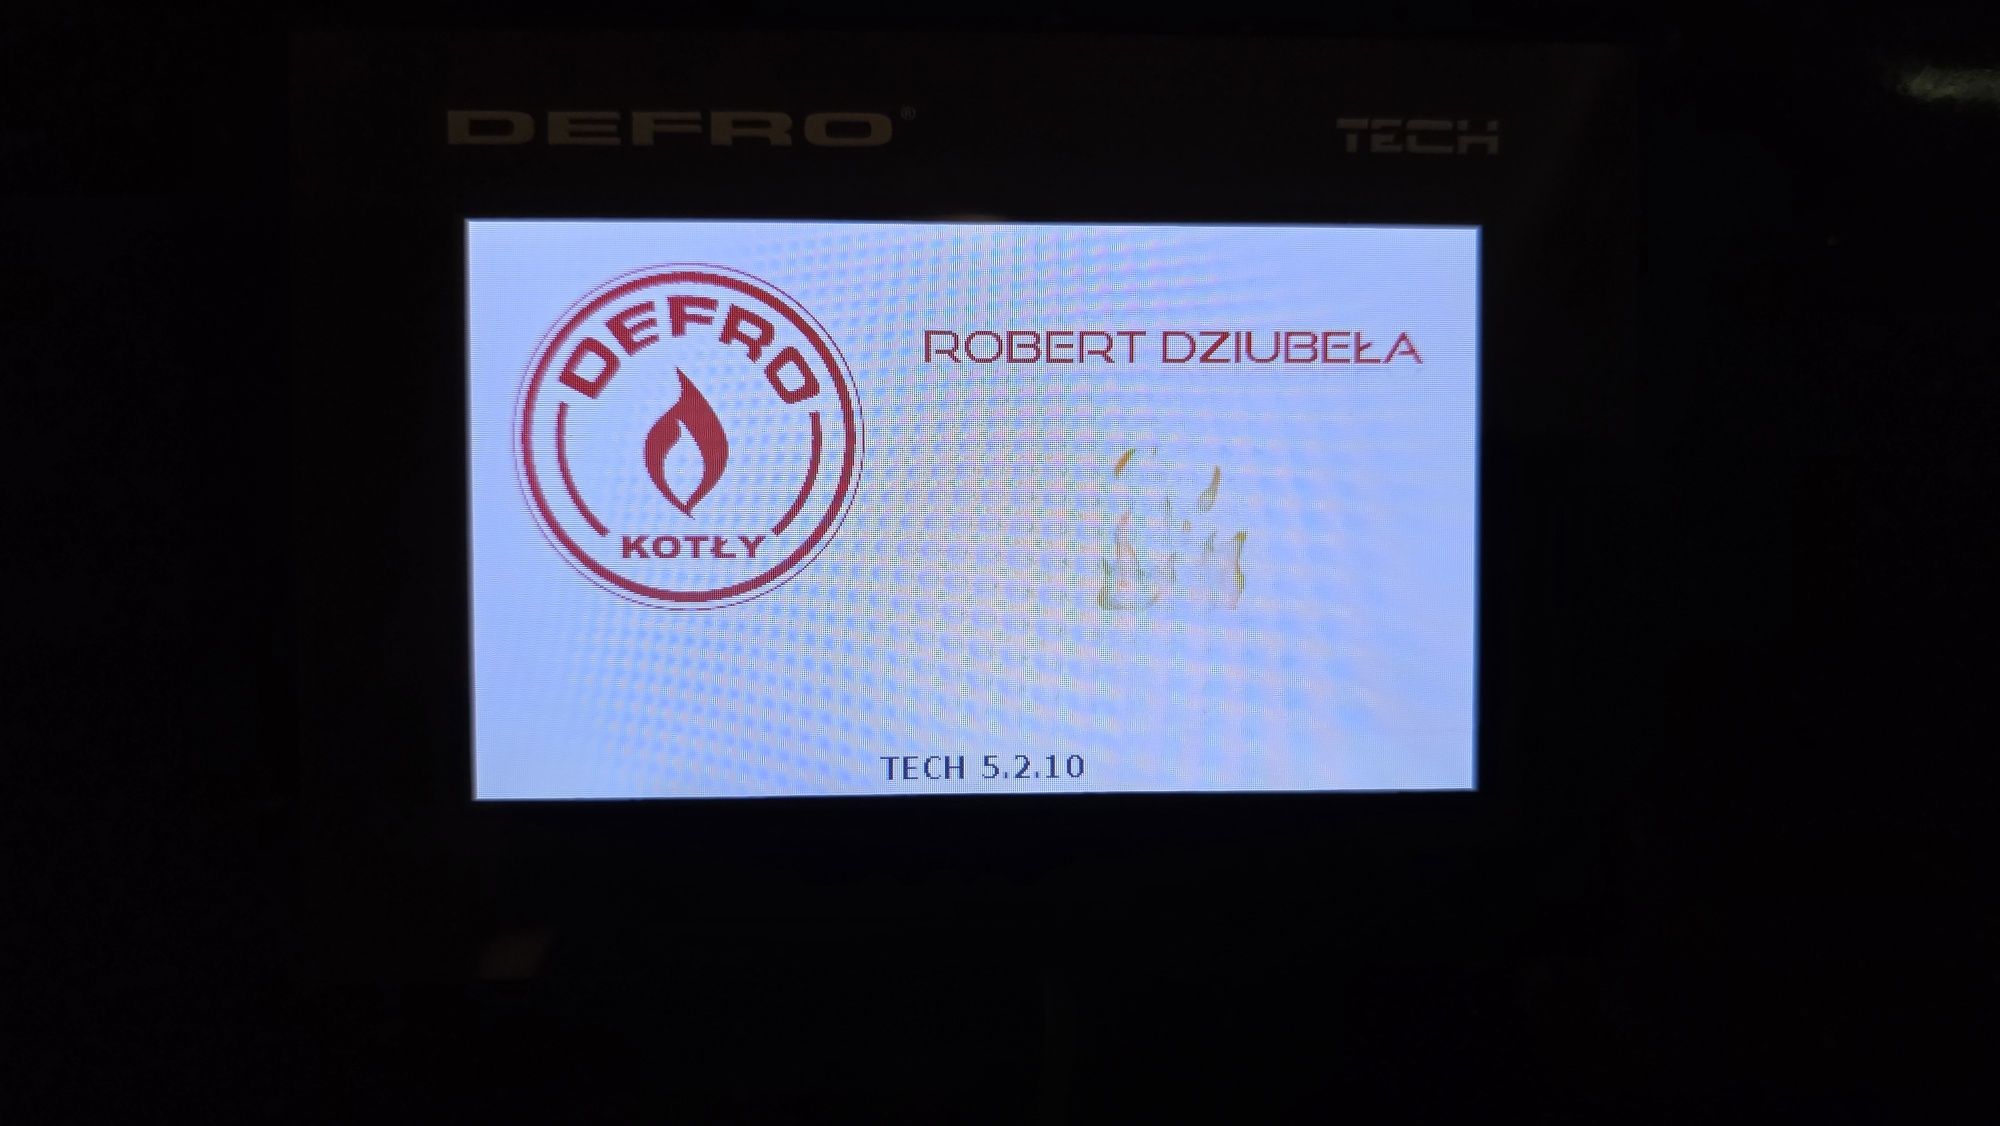 DEFRO®
TECH
DEFRO
KOTŁY
ROBERT DZIUBEŁA
TECH 5.2.10